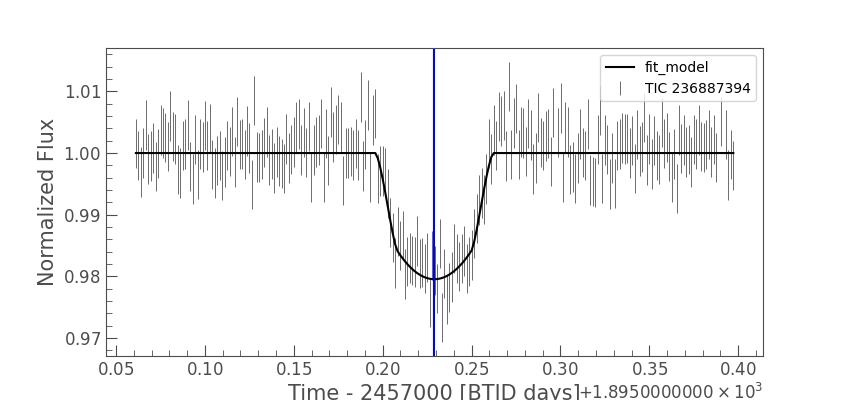 fit_model
TIC 236887394
1.01
1.00
0.99
0.98
0.97
Normalized Flux
0.05 0.10 0.15 0.20 0.25 0.30 0.35 0.40
Time - 2457000 [BTJD days]
+1.8950000000 × 10³